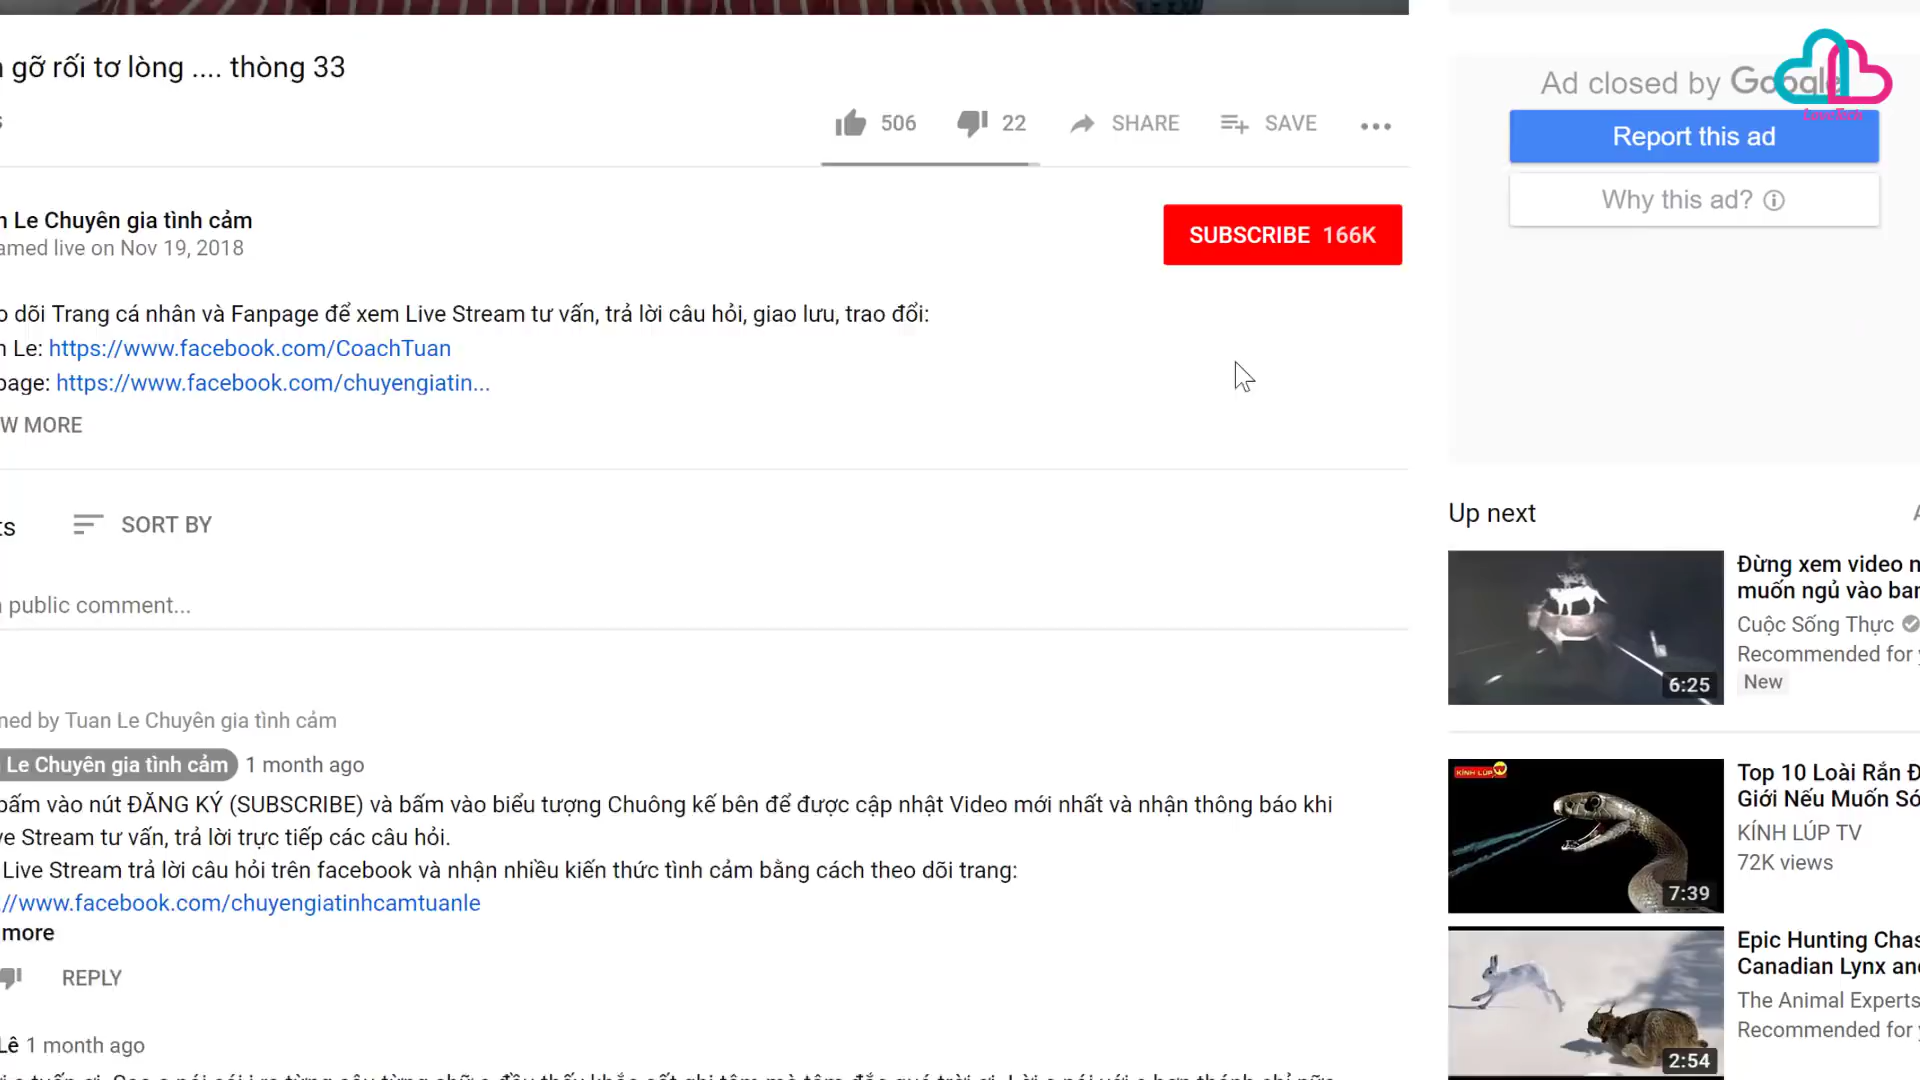 gỡ rối tơ lòng .... thòng 33
506
22
SHARE
SAVE
Le Chuyên gia tình cảm
amed live on Nov 19, 2018
SUBSCRIBE 166K
dõi Trang cá nhân và Fanpage để xem Live Stream tư vấn, trả lời câu hỏi, giao lưu, trao đổi:
n Le: https://www.facebook.com/CoachTuan
page: https://www.facebook.com/chuyengiatin...
W MORE
ts
SORT BY
public comment...
ned by Tuan Le Chuyên gia tình cảm
Le Chuyên gia tình cảm 1 month ago
bấm vào nút ĐĂNG KÝ (SUBSCRIBE) và bấm vào biểu tượng Chuông kế bên để được cập nhật Video mới nhất và nhận thông báo khi
ve Stream tư vấn, trả lời trực tiếp các câu hỏi.
Live Stream trả lời câu hỏi trên facebook và nhận nhiều kiến thức tình cảm bằng cách theo dõi trang:
//www.facebook.com/chuyengiatinhcamtuanle
more
REPLY
Lê 1 month ago
Ad closed by Google
LoveTech
Report this ad
Why this ad?
Up next
6:25
Đừng xem video n
muốn ngủ vào ban
Cuộc Sống Thực
Recommended for y
New
KÍNH LÚP TV
7:39
Top 10 Loài Rắn Đ
Giới Nếu Muốn Só
KÍNH LÚP TV
72K views
2:54
Epic Hunting Chas
Canadian Lynx and
The Animal Experts
Recommended for y